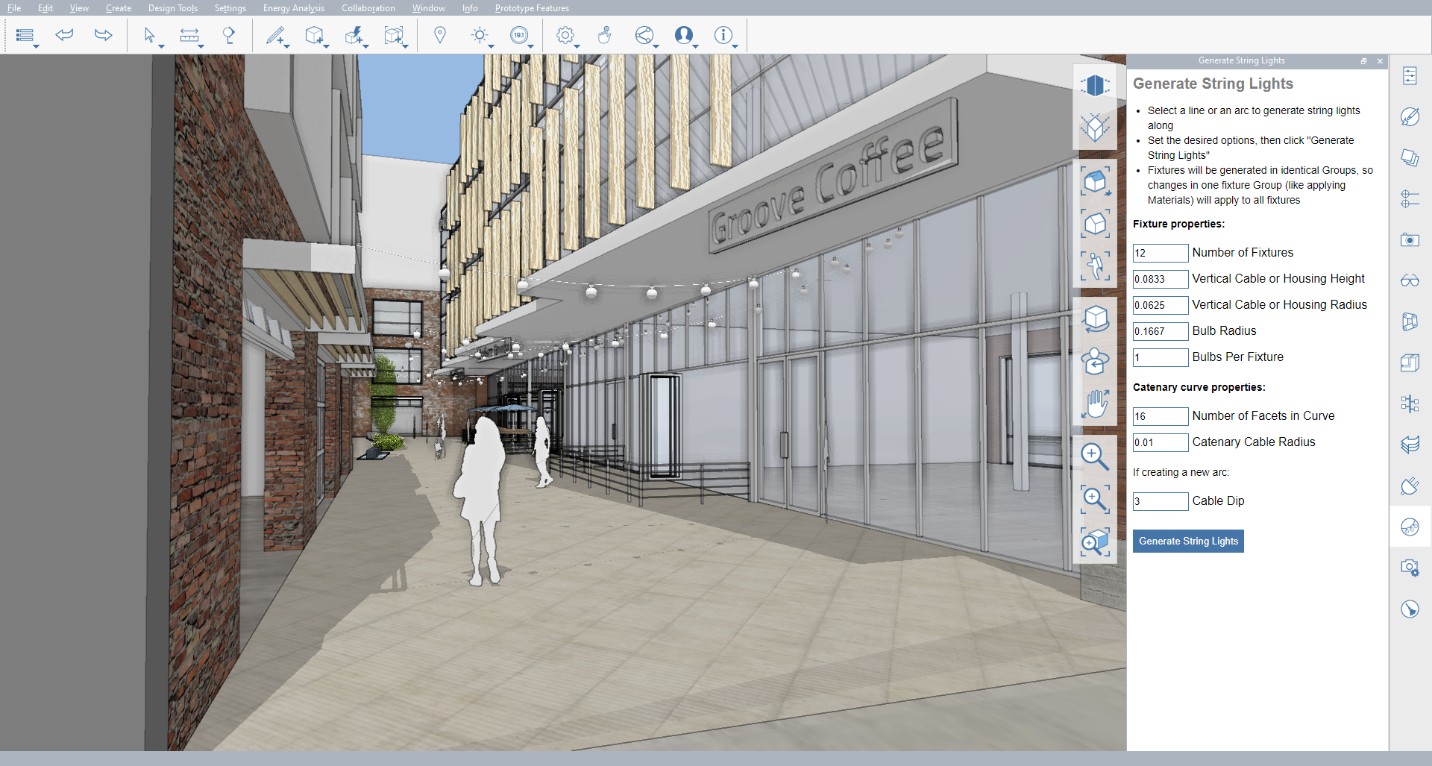 File Edit View Create Design Tools Settings Energy Analysis Collaboration Window Info Prototype Features
Generate String Lights
Generate String Lights
• Select a line or an arc to generate string lights
along
• Set the desired options, then click "Generate
String Lights"
• Fixtures will be generated in identical Groups, so
changes in one fixture Group (like applying
Materials) will apply to all fixtures
Fixture properties:
12 Number of Fixtures
0.0833 Vertical Cable or Housing Height
0.0625 Vertical Cable or Housing Radius
0.1667 Bulb Radius
1 Bulbs Per Fixture
Catenary curve properties:
16 Number of Facets in Curve
0.01 Catenary Cable Radius
If creating a new arc:
3 Cable Dip
Generate String Lights
Groove Coffee